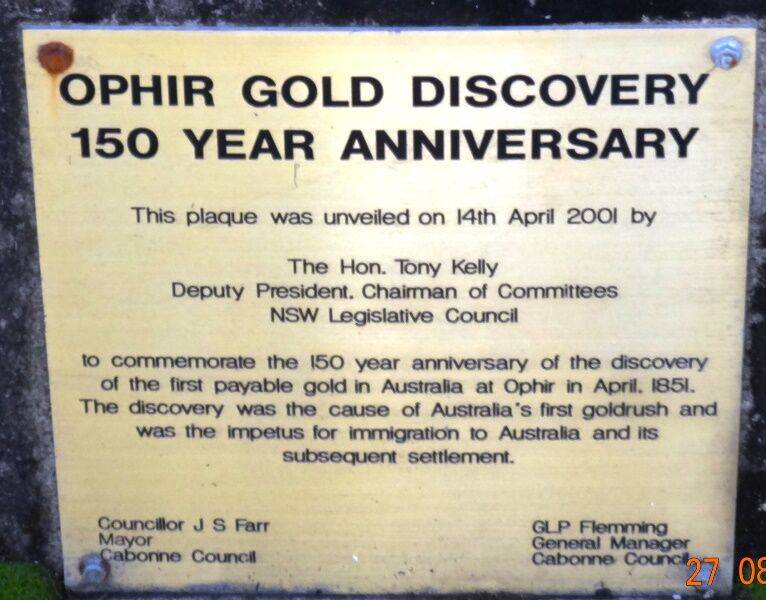 OPHIR GOLD DISCOVERY
150 YEAR ANNIVERSARY
This plaque was unveiled on 14th April 2001 by
The Hon. Tony Kelly
Deputy President. Chairman of Committees
NSW Legislative Council
to commemorate the 150 year anniversary of the discovery
of the first payable gold in Australia at Ophir in April. 1851.
The discovery was the cause of Australia's first goldrush and
was the impetus for immigration to Australia and its
subsequent settlement.
Councillor J S Farr
Mayor
Cabonne Council
GLP Flemming
General Manager
Cabonne Council
27 08